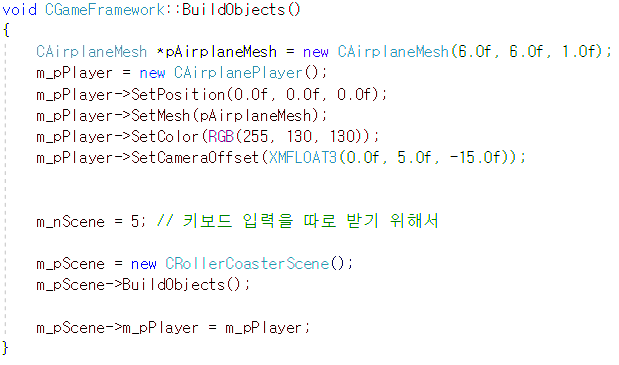 void CGameFramework::BuildObjects()
{
CAirplaneMesh *pAirplaneMesh = new CAirplaneMesh(6.0f, 6.0f, 1.0f);
m_pPlayer = new CAirplanePlayer();
m_pPlayer->SetPosition(0.0f, 0.0f, 0.0f);
m_pPlayer->SetMesh(pAirplaneMesh);
m_pPlayer->SetColor(RGB(255, 130, 130));
m_pPlayer->SetCameraOffset(XMFLOAT3(0.0f, 5.0f, -15.0f));
m_nScene = 5; // 키보드 입력을 따로 받기 위해서
m_pScene = new CRollerCoasterScene();
m_pScene->BuildObjects();
m_pScene->m_pPlayer = m_pPlayer;
}